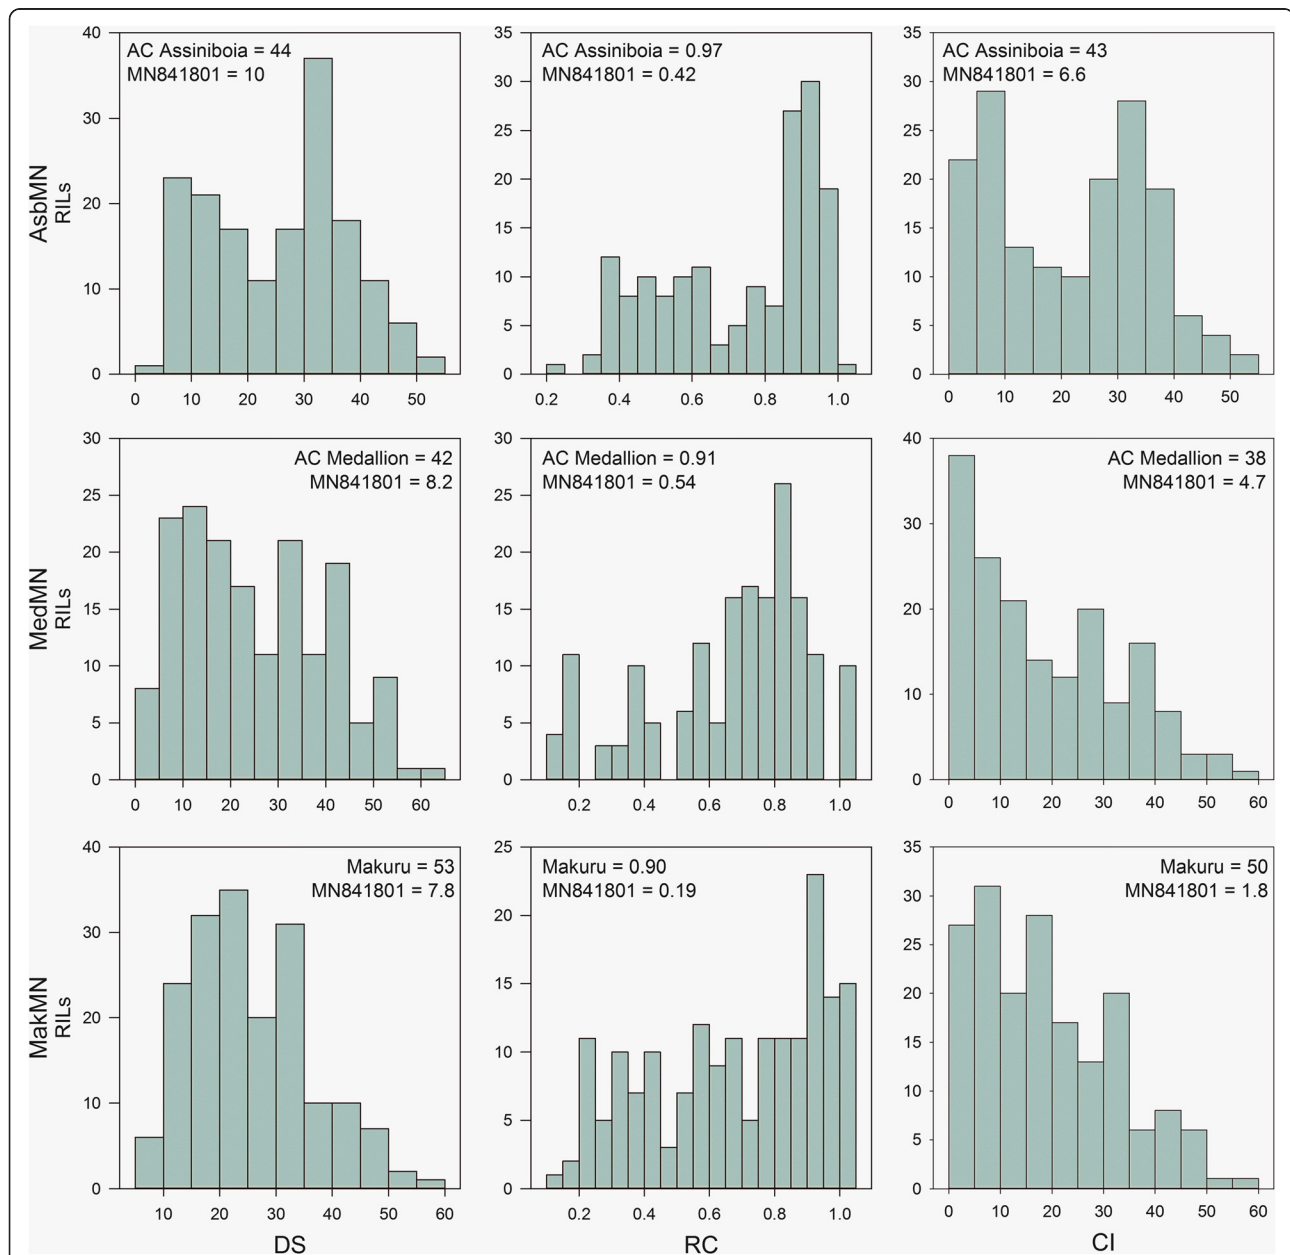 AC Assiniboia = 44
MN841801 = 10
40
30
20
10
0
0 10 20 30 40 50
AsbMN
RILs
AC Assiniboia = 0.97
MN841801 = 0.42
35
30
25
20
15
10
5
0
0.2 0.4 0.6 0.8 1.0
AC Assiniboia = 43
MN841801 = 6.6
35
30
25
20
15
10
5
0
0 10 20 30 40 50
AC Medallion = 42
MN841801 = 8.2
30
25
20
15
10
5
0
0 10 20 30 40 50 60
MedMN
RILs
AC Medallion = 0.91
MN841801 = 0.54
30
25
20
15
10
5
0
0.2 0.4 0.6 0.8 1.0
AC Medallion = 38
MN841801 = 4.7
40
30
20
10
0
0 10 20 30 40 50 60
Makuru = 53
MN841801 = 7.8
40
30
20
10
0
10 20 30 40 50 60
MakMN
RILs
DS
Makuru = 0.90
MN841801 = 0.19
25
20
15
10
5
0
0.2 0.4 0.6 0.8 1.0
RC
Makuru = 50
MN841801 = 1.8
35
30
25
20
15
10
5
0
0 10 20 30 40 50 60
CI